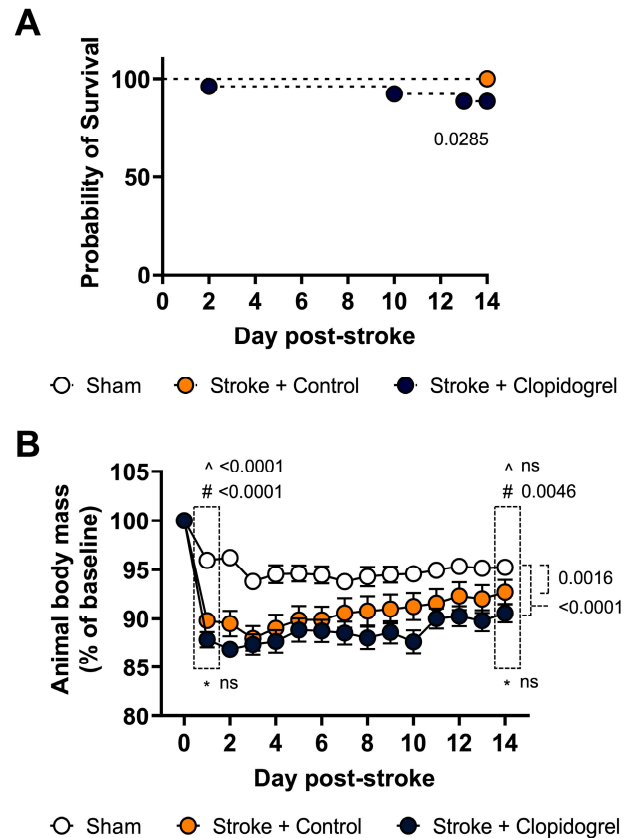 A
Probability of Survival
100
50
0
0.0285
0 2 4 6 8 10 12 14
Day post-stroke
Sham Stroke + Control Stroke + Clopidogrel
B
Animal body mass
(% of baseline)
105
100
95
90
85
80
^ <0.0001
# <0.0001
^ ns
# 0.0046
0.0016
<0.0001
* ns
* ns
0 2 4 6 8 10 12 14
Day post-stroke
Sham Stroke + Control Stroke + Clopidogrel